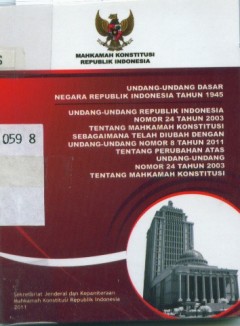 MAHKAMAH KONSTITUSI
REPUBLIK INDONESIA
S
UNDANG-UNDANG DASAR
NEGARA REPUBLIK INDONESIA TAHUN 1945
UNDANG-UNDANG REPUBLIK INDONESIA
NOMOR 24 TAHUN 2003
TENTANG MAHKAMAH KONSTITUSI
SEBAGAIMANA TELAH DIUBAH DENGAN
UNDANG-UNDANG NOMOR 8 TAHUN 2011
TENTANG PERUBAHAN ATAS
UNDANG-UNDANG
NOMOR 24 TAHUN 2003
TENTANG MAHKAMAH KONSTITUSI
059 8
Sekretariat Jenderal dan Kepaniteraan
Mahkamah Konstitusi Republik Indonesia
2011